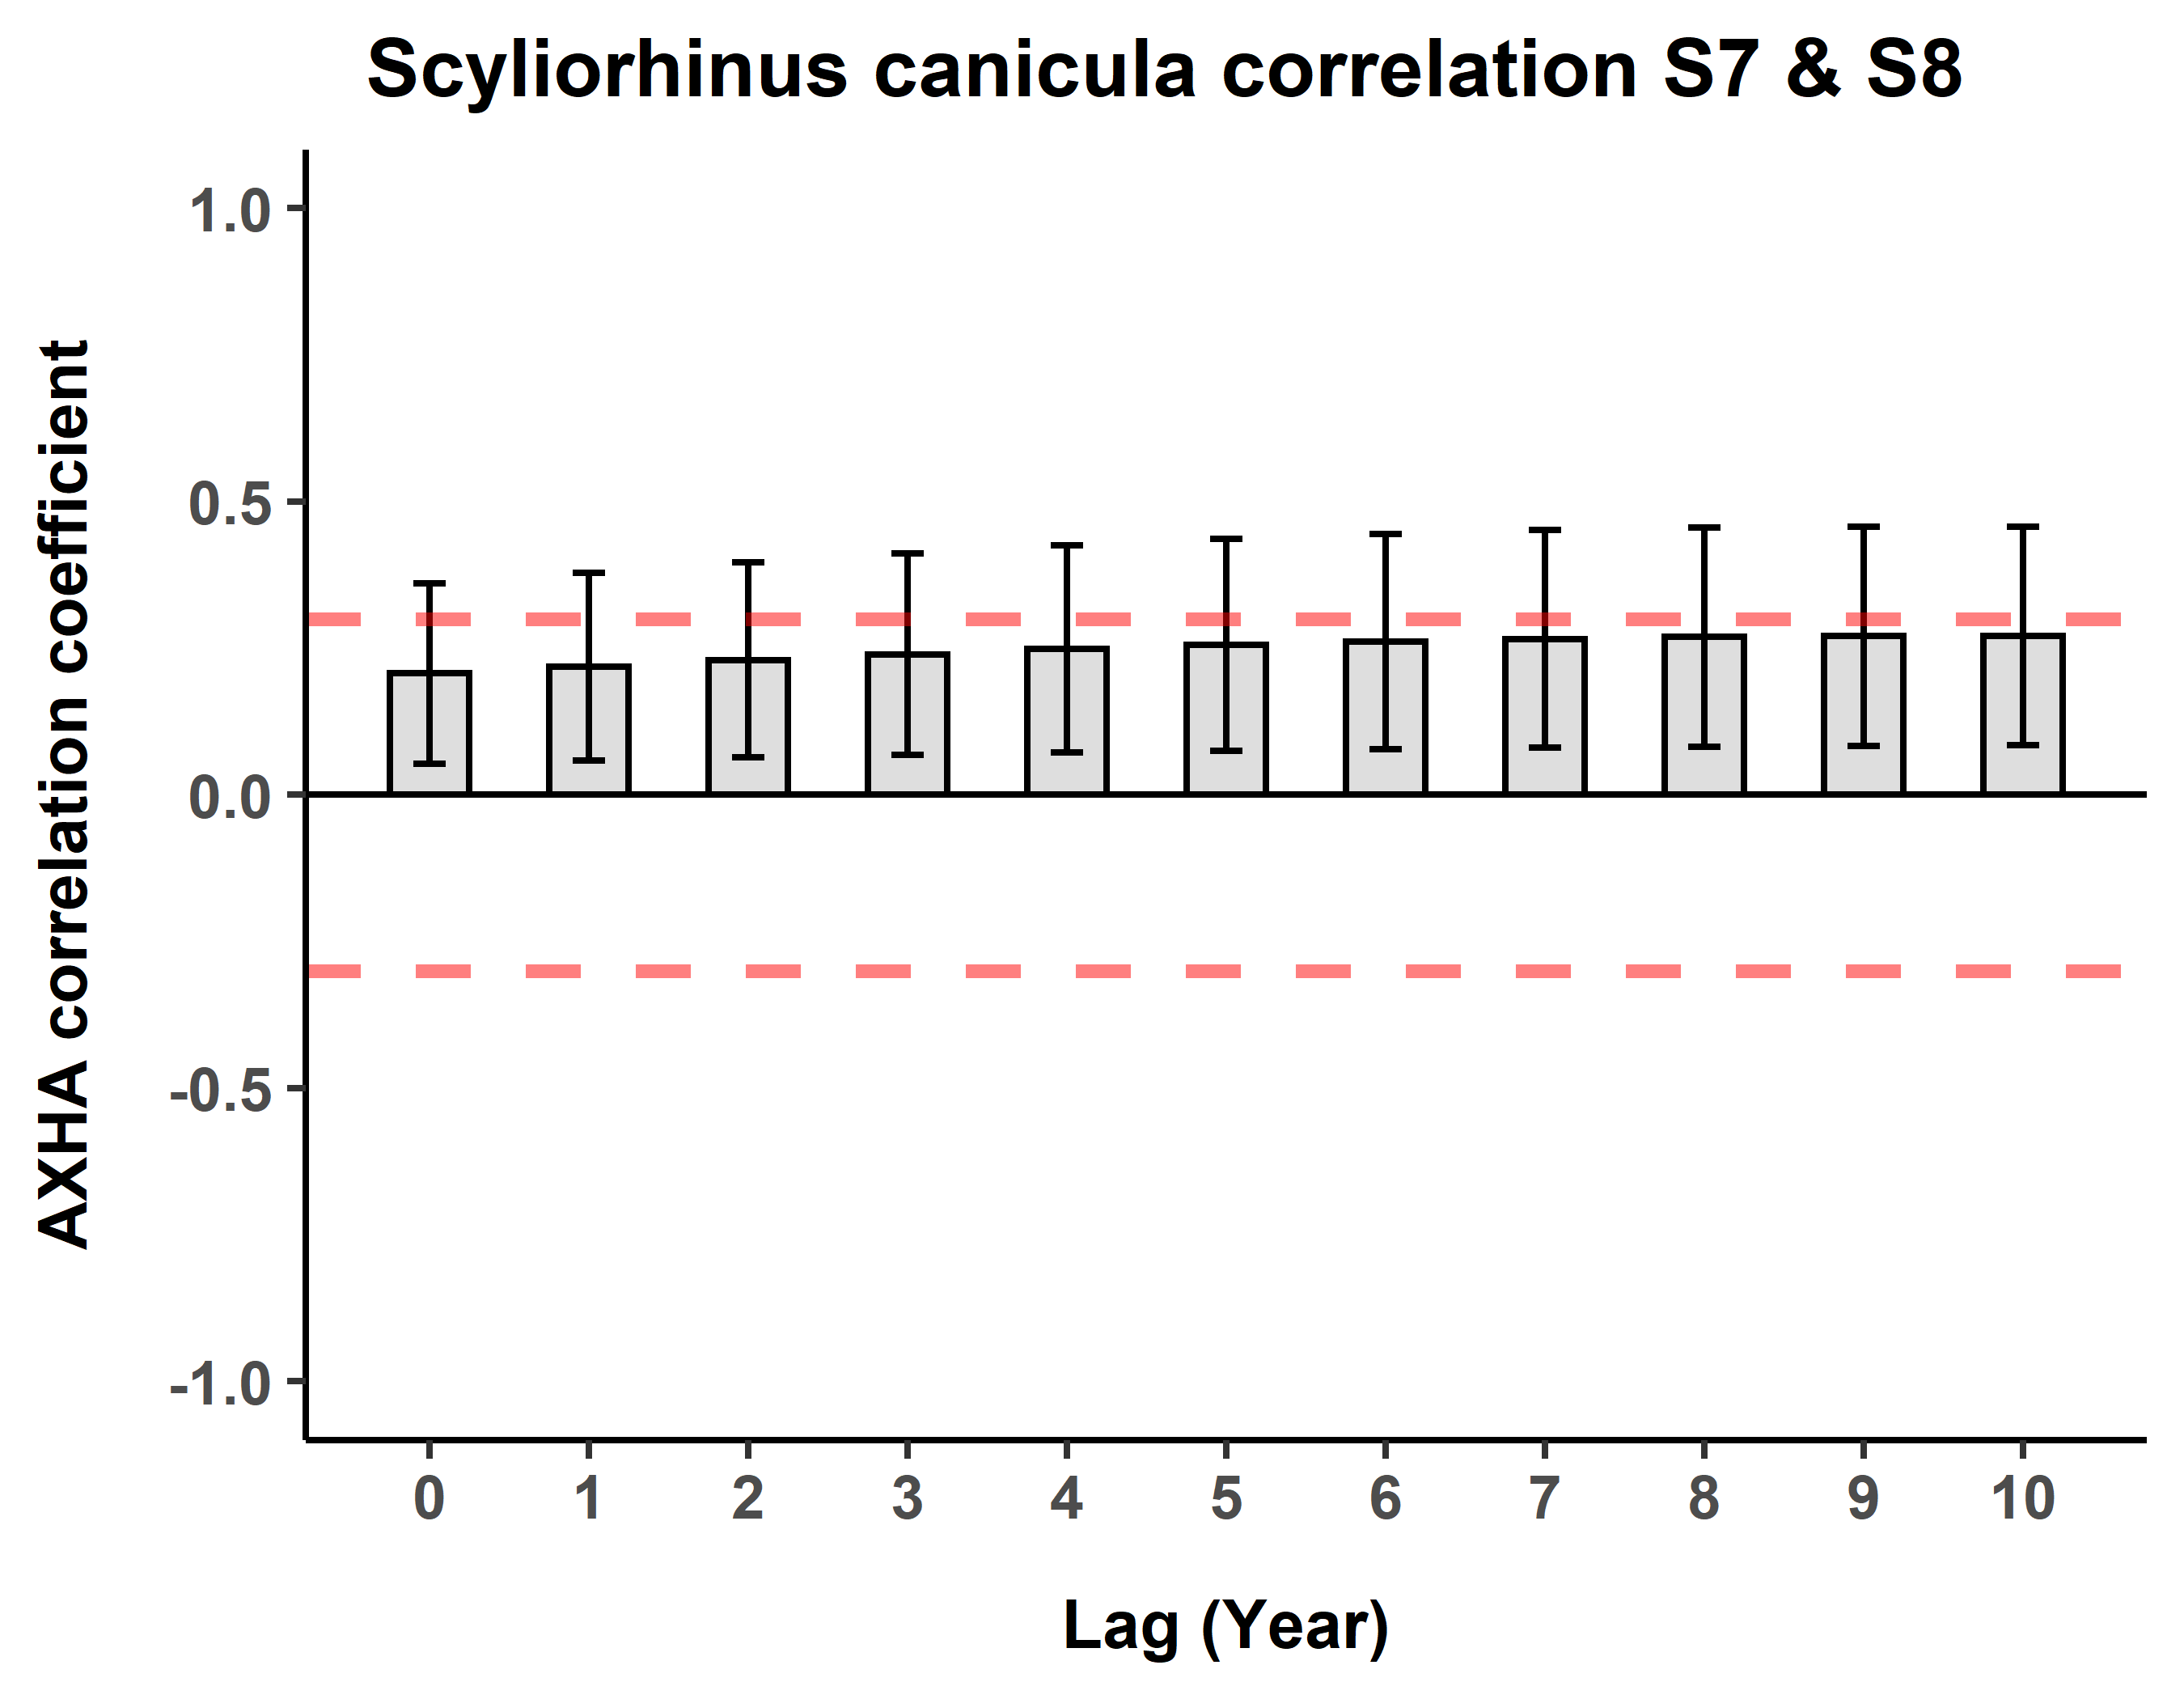 Scyliorhinus canicula correlation S7 & S8
AXHA correlation coefficient
1.0
0.5
0.0
-0.5
-1.0
0 1 2 3 4 5 6 7 8 9 10
Lag (Year)